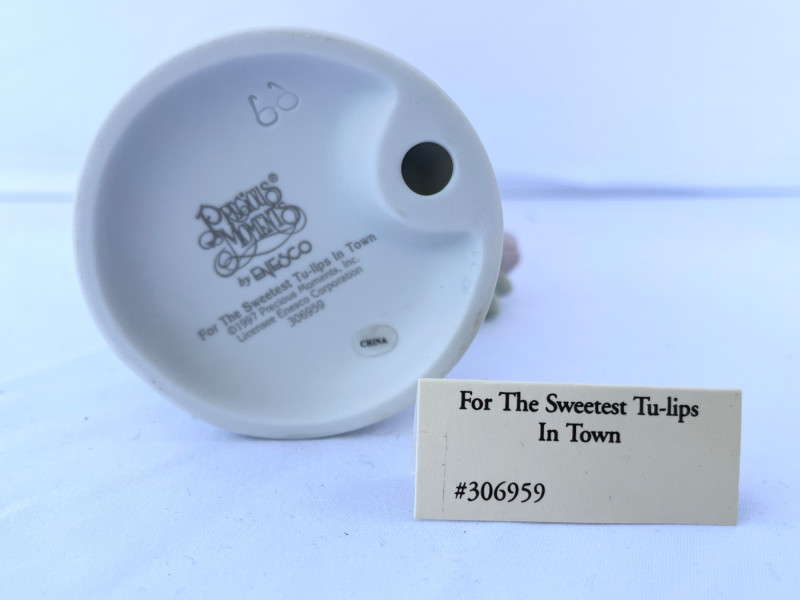 PRECIOUS
MOMENTS®
by ENESCO
For The Sweetest Tu-lips In Town
©1997 Precious Moments, Inc.
Licensee Enesco Corporation
306959
CHINA
For The Sweetest Tu-lips
In Town
#306959